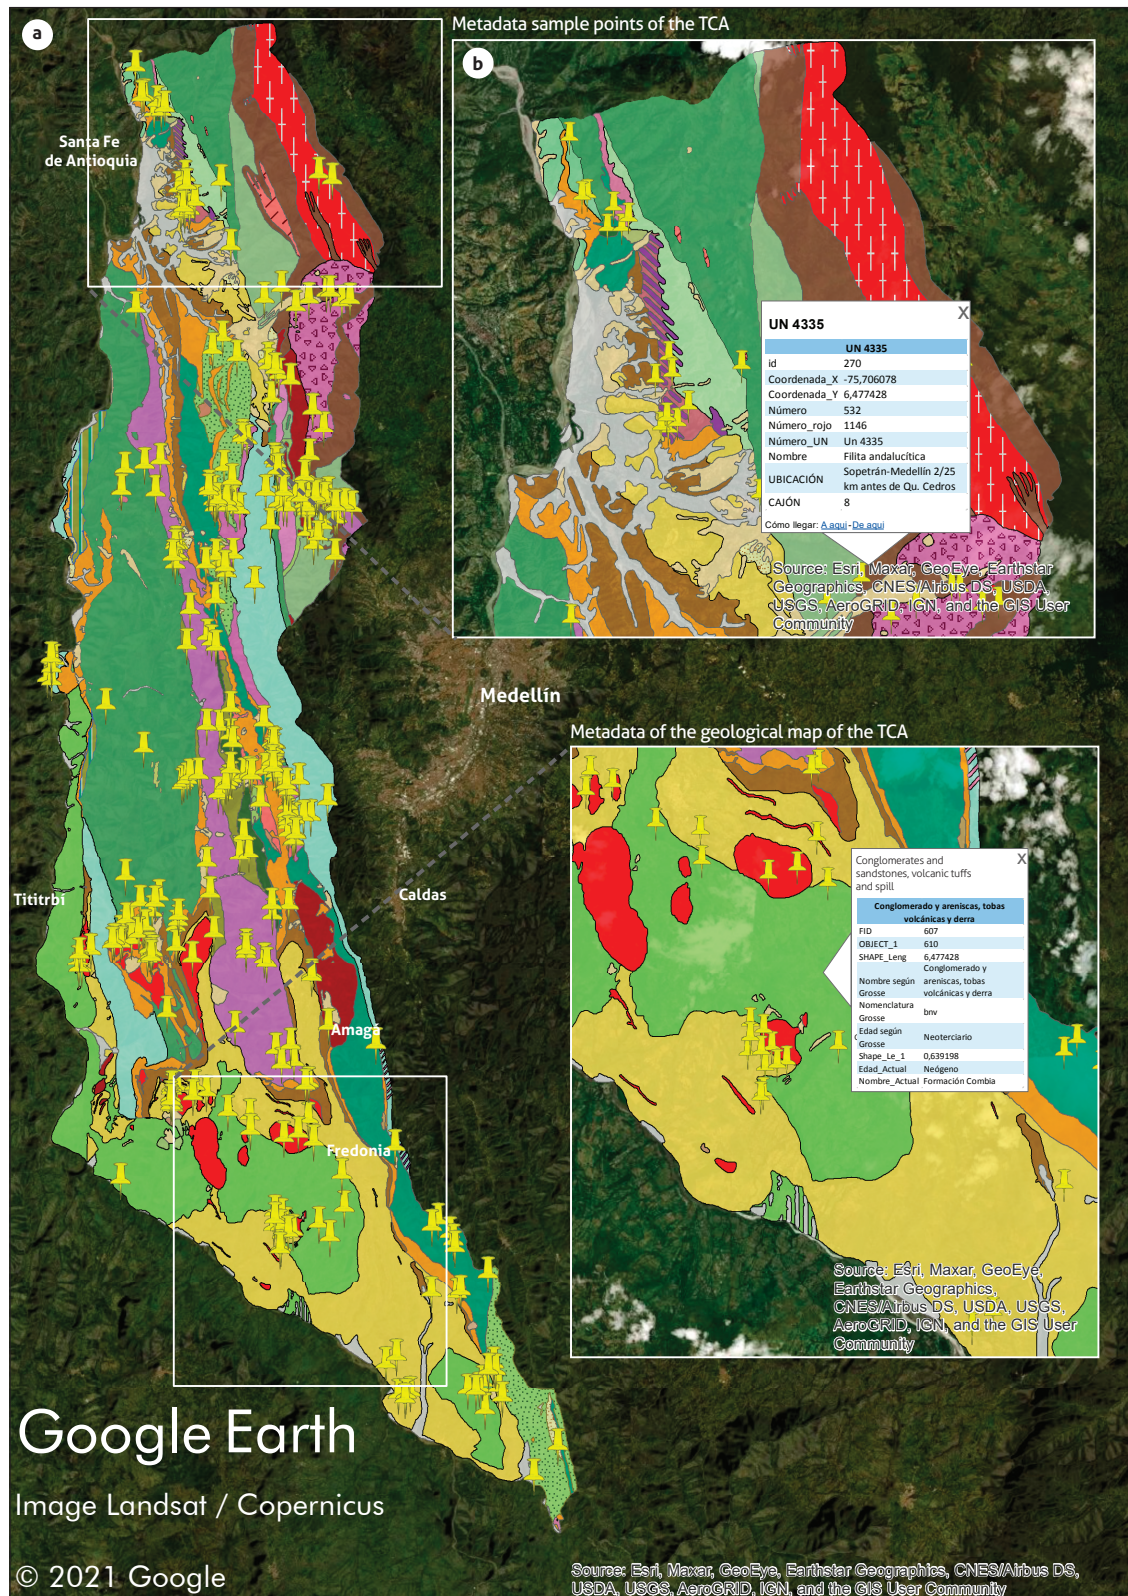 a
Santa Fe
de Antioquia
Medellín
Caldas
Tititrbí
Amagá
Fredonia
Google Earth
Image Landsat / Copernicus
© 2021 Google
Metadata sample points of the TCA
b
X
UN 4335
UN 4335
id 270
Coordenada_X -75,706078
Coordenada_Y 6,477428
Número 532
Número_rojo 1146
Número_UN Un 4335
Nombre Filita andalucítica
UBICACIÓN Sopetrán-Medellín 2/25
km antes de Qu. Cedros
CAJÓN 8
Cómo llegar: A aqui - De aqui
Source: Esri, Maxar, GeoEye, Earthstar
Geographics, CNES/Airbus DS, USDA,
USGS, AeroGRID, IGN, and the GIS User
Community
Metadata of the geological map of the TCA
X
Conglomerates and
sandstones, volcanic tuffs
and spill
Conglomerado y areniscas, tobas
volcánicas y derra
FID 607
OBJECT_1 610
SHAPE_Leng 6,477428
Nombre según
Grosse
Conglomerado y
areniscas, tobas
volcánicas y derra
Nomenclatura
Grosse
bnv
Edad según
Grosse
Neoterciario
Shape_Le_1 0,639198
Edad_Actual Neógeno
Nombre_Actual Formación Combia
Source: Esri, Maxar, GeoEye,
Earthstar Geographics,
CNES/Airbus DS, USDA, USGS,
AeroGRID, IGN, and the GIS User
Community
Source: Esri, Maxar, GeoEye, Earthstar Geographics, CNES/Airbus DS,
USDA, USGS, AeroGRID, IGN, and the GIS User Community